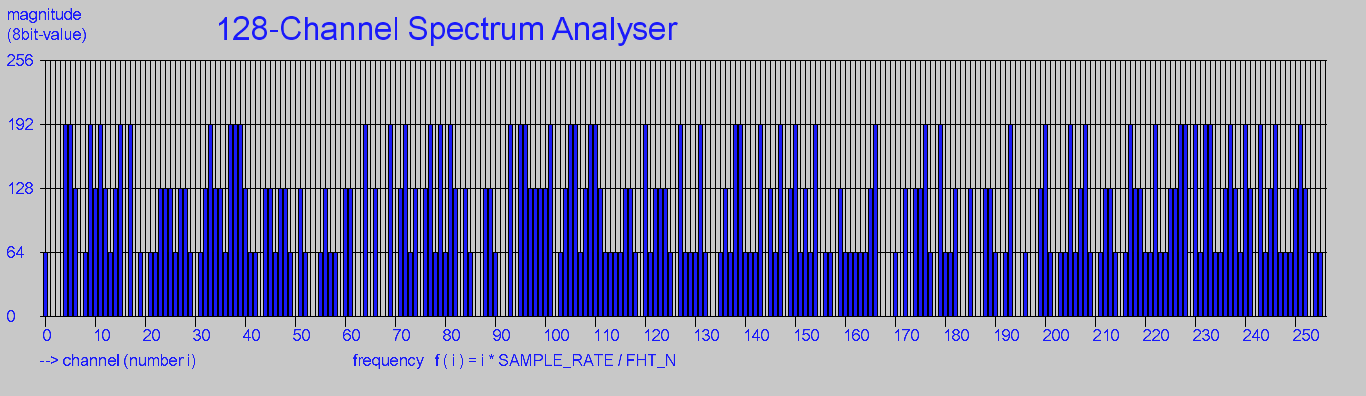 magnitude
(8bit-value)
128-Channel Spectrum Analyser
256
192
128
64
0
0 10 20 30 40 50 60 70 80 90 100 110 120 130 140 150 160 170 180 190 200 210 220 230 240 250
--> channel (number i)
frequency f ( i ) = i * SAMPLE_RATE / FHT_N